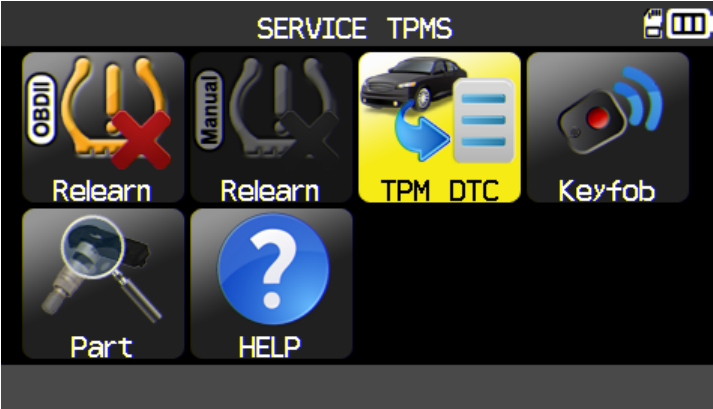 SERVICE TPMS
OBDII
Relearn
Manual
Relearn
TPM DTC
Keyfob
Part
?
HELP